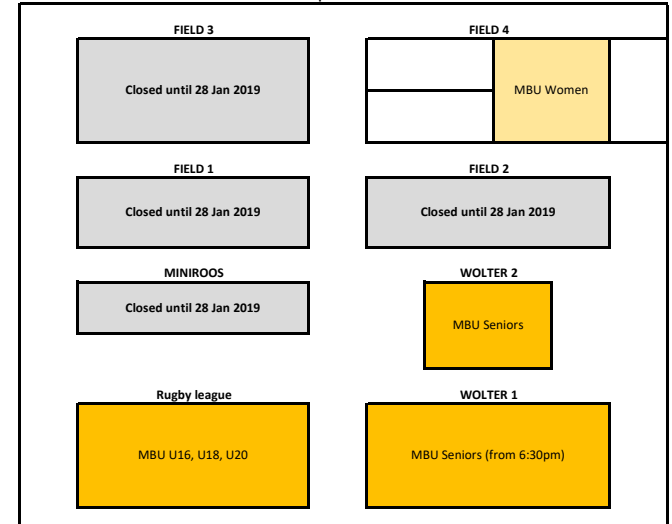 FIELD 3
FIELD 4
Closed until 28 Jan 2019
MBU Women
FIELD 1
FIELD 2
Closed until 28 Jan 2019
Closed until 28 Jan 2019
MINIROOS
WOLTER 2
Closed until 28 Jan 2019
MBU Seniors
Rugby league
WOLTER 1
MBU U16, U18, U20
MBU Seniors (from 6:30pm)